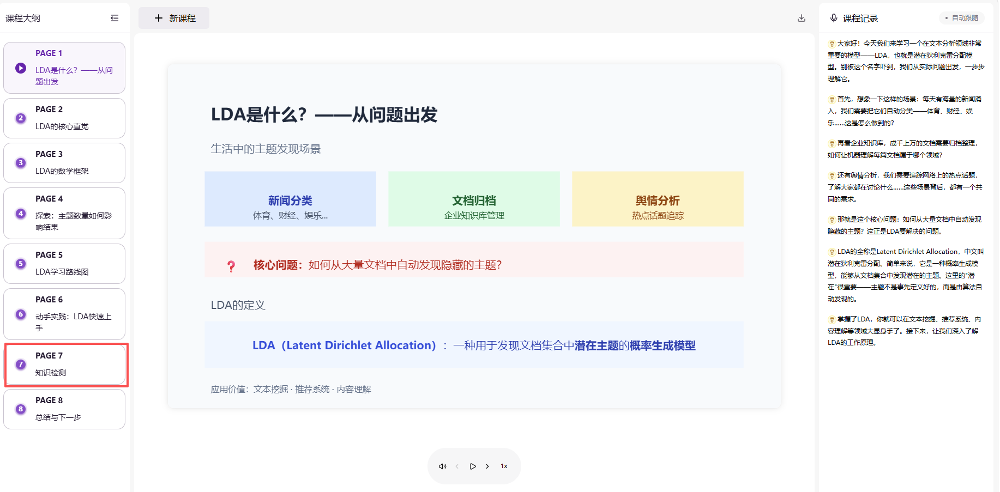 课程大纲
PAGE 1
LDA是什么？——从问
题出发
2
PAGE 2
LDA的核心直觉
3
PAGE 3
LDA的数学框架
4
PAGE 4
探索：主题数量如何影
响结果
5
PAGE 5
LDA学习路线图
6
PAGE 6
动手实践：LDA快速上
手
7
PAGE 7
知识检测
8
PAGE 8
总结与下一步
新课程
LDA是什么？——从问题出发
生活中的主题发现场景
新闻分类
体育、财经、娱乐...
文档归档
企业知识库管理
舆情分析
热点话题追踪
❓ 核心问题：如何从大量文档中自动发现隐藏的主题？
LDA的定义
LDA（Latent Dirichlet Allocation）：一种用于发现文档集合中潜在主题的概率生成模型
应用价值：文本挖掘 · 推荐系统 · 内容理解
1x
课程记录
自动跟随
大家好！今天我们来学习一个在文本分析领域非常
重要的模型——LDA，也就是潜在狄利克雷分配模
型。别被这个名字吓到，我们从实际问题出发，一步步
理解它。
首先，想象一下这样的场景：每天有海量的新闻涌
入，我们需要把它们自动分类——体育、财经、娱
乐……这是怎么做到的？
再看企业知识库，成千上万的文档需要归档整理，
如何让机器理解每篇文档属于哪个领域？
还有舆情分析，我们需要追踪网络上的热点话题，
了解大家都在讨论什么……这些场景背后，都有一个共
同的需求。
那就是这个核心问题：如何从大量文档中自动发现
隐藏的主题？这正是LDA要解决的问题。
LDA的全称是Latent Dirichlet Allocation，中文叫
潜在狄利克雷分配。简单来说，它是一种概率生成模
型，能够从文档集合中发现潜在的主题。这里的"潜
在"很重要——主题不是事先定义好的，而是由算法自
动发现的。
掌握了LDA，你就可以在文本挖掘、推荐系统、内
容理解等领域大显身手了。接下来，让我们深入了解
LDA的工作原理。